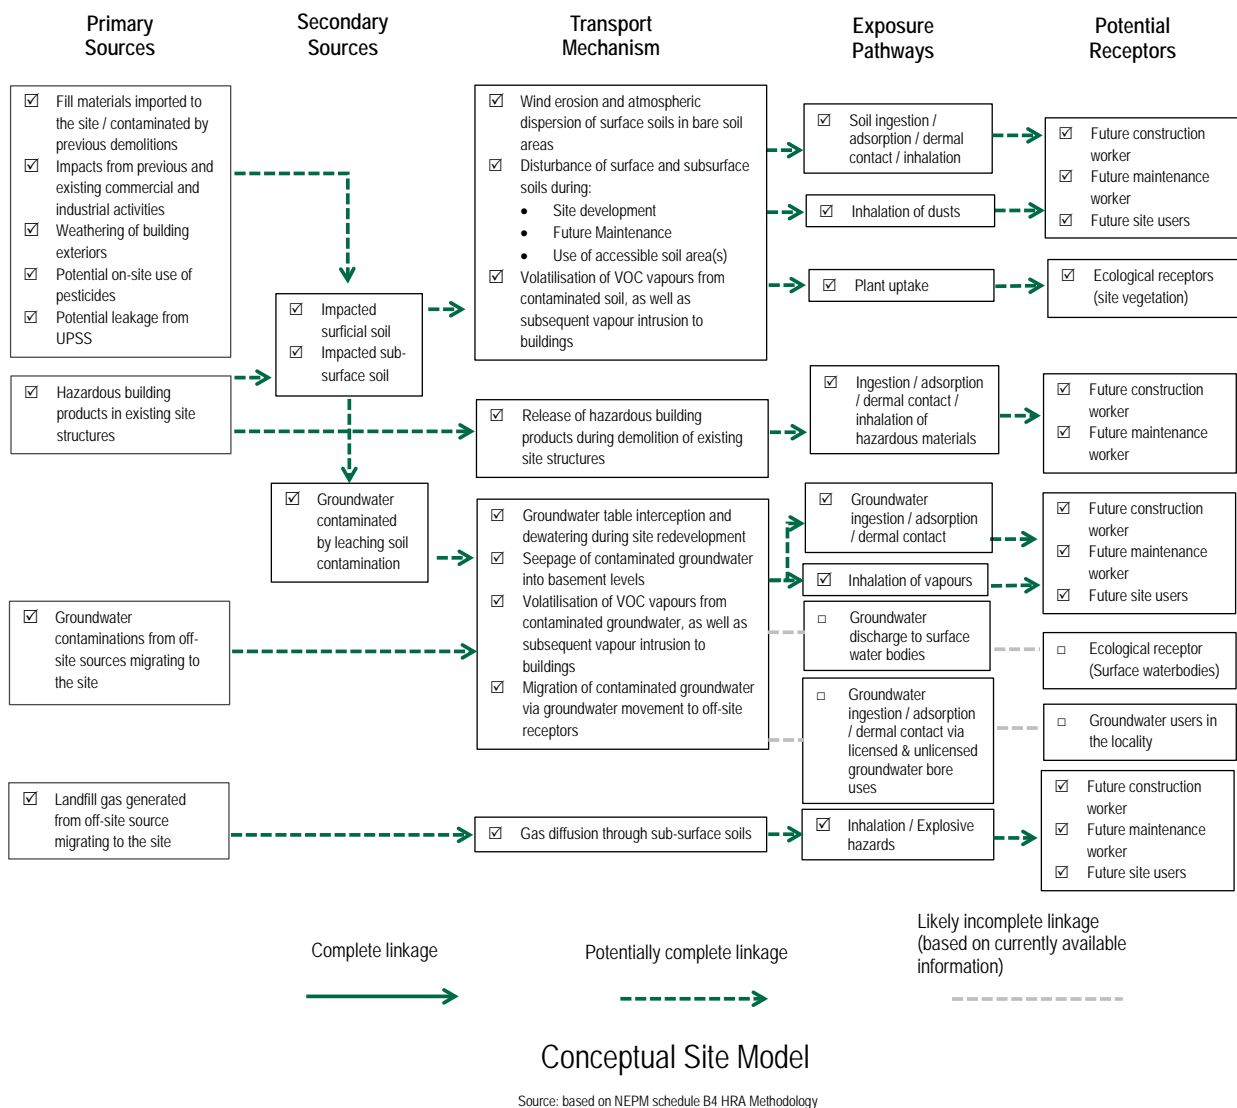 Primary
Sources
Secondary
Sources
Transport
Mechanism
Exposure
Pathways
Potential
Receptors
☑ Fill materials imported to
the site / contaminated by
previous demolitions
☑ Impacts from previous and
existing commercial and
industrial activities
☑ Weathering of building
exteriors
☑ Potential on-site use of
pesticides
☑ Potential leakage from
UPSS
☑ Hazardous building
products in existing site
structures
☑ Groundwater
contaminations from off-
site sources migrating to
the site
☑ Landfill gas generated
from off-site source
migrating to the site
☑ Impacted
surficial soil
☑ Impacted sub-
surface soil
☑ Groundwater
contaminated
by leaching soil
contamination
☑ Wind erosion and atmospheric
dispersion of surface soils in bare soil
areas
☑ Disturbance of surface and subsurface
soils during:
• Site development
• Future Maintenance
• Use of accessible soil area(s)
☑ Volatilisation of VOC vapours from
contaminated soil, as well as
subsequent vapour intrusion to
buildings
☑ Release of hazardous building
products during demolition of existing
site structures
☑ Groundwater table interception and
dewatering during site redevelopment
☑ Seepage of contaminated groundwater
into basement levels
☑ Volatilisation of VOC vapours from
contaminated groundwater, as well as
subsequent vapour intrusion to
buildings
☑ Migration of contaminated groundwater
via groundwater movement to off-site
receptors
☑ Gas diffusion through sub-surface soils
☑ Soil ingestion /
adsorption / dermal
contact / inhalation
☑ Inhalation of dusts
☑ Plant uptake
☑ Ingestion / adsorption
/ dermal contact /
inhalation of
hazardous materials
☑ Groundwater
ingestion / adsorption
/ dermal contact
☑ Inhalation of vapours
□ Groundwater
discharge to surface
water bodies
□ Groundwater
ingestion / adsorption
/ dermal contact via
licensed & unlicensed
groundwater bore
uses
☑ Inhalation / Explosive
hazards
☑ Future construction
worker
☑ Future maintenance
worker
☑ Future site users
☑ Ecological receptors
(site vegetation)
☑ Future construction
worker
☑ Future maintenance
worker
☑ Future construction
worker
☑ Future maintenance
worker
☑ Future site users
□ Ecological receptor
(Surface waterbodies)
□ Groundwater users in
the locality
☑ Future construction
worker
☑ Future maintenance
worker
☑ Future site users
Complete linkage
Potentially complete linkage
Likely incomplete linkage
(based on currently available
information)
Conceptual Site Model
Source: based on NEPM schedule B4 HRA Methodology